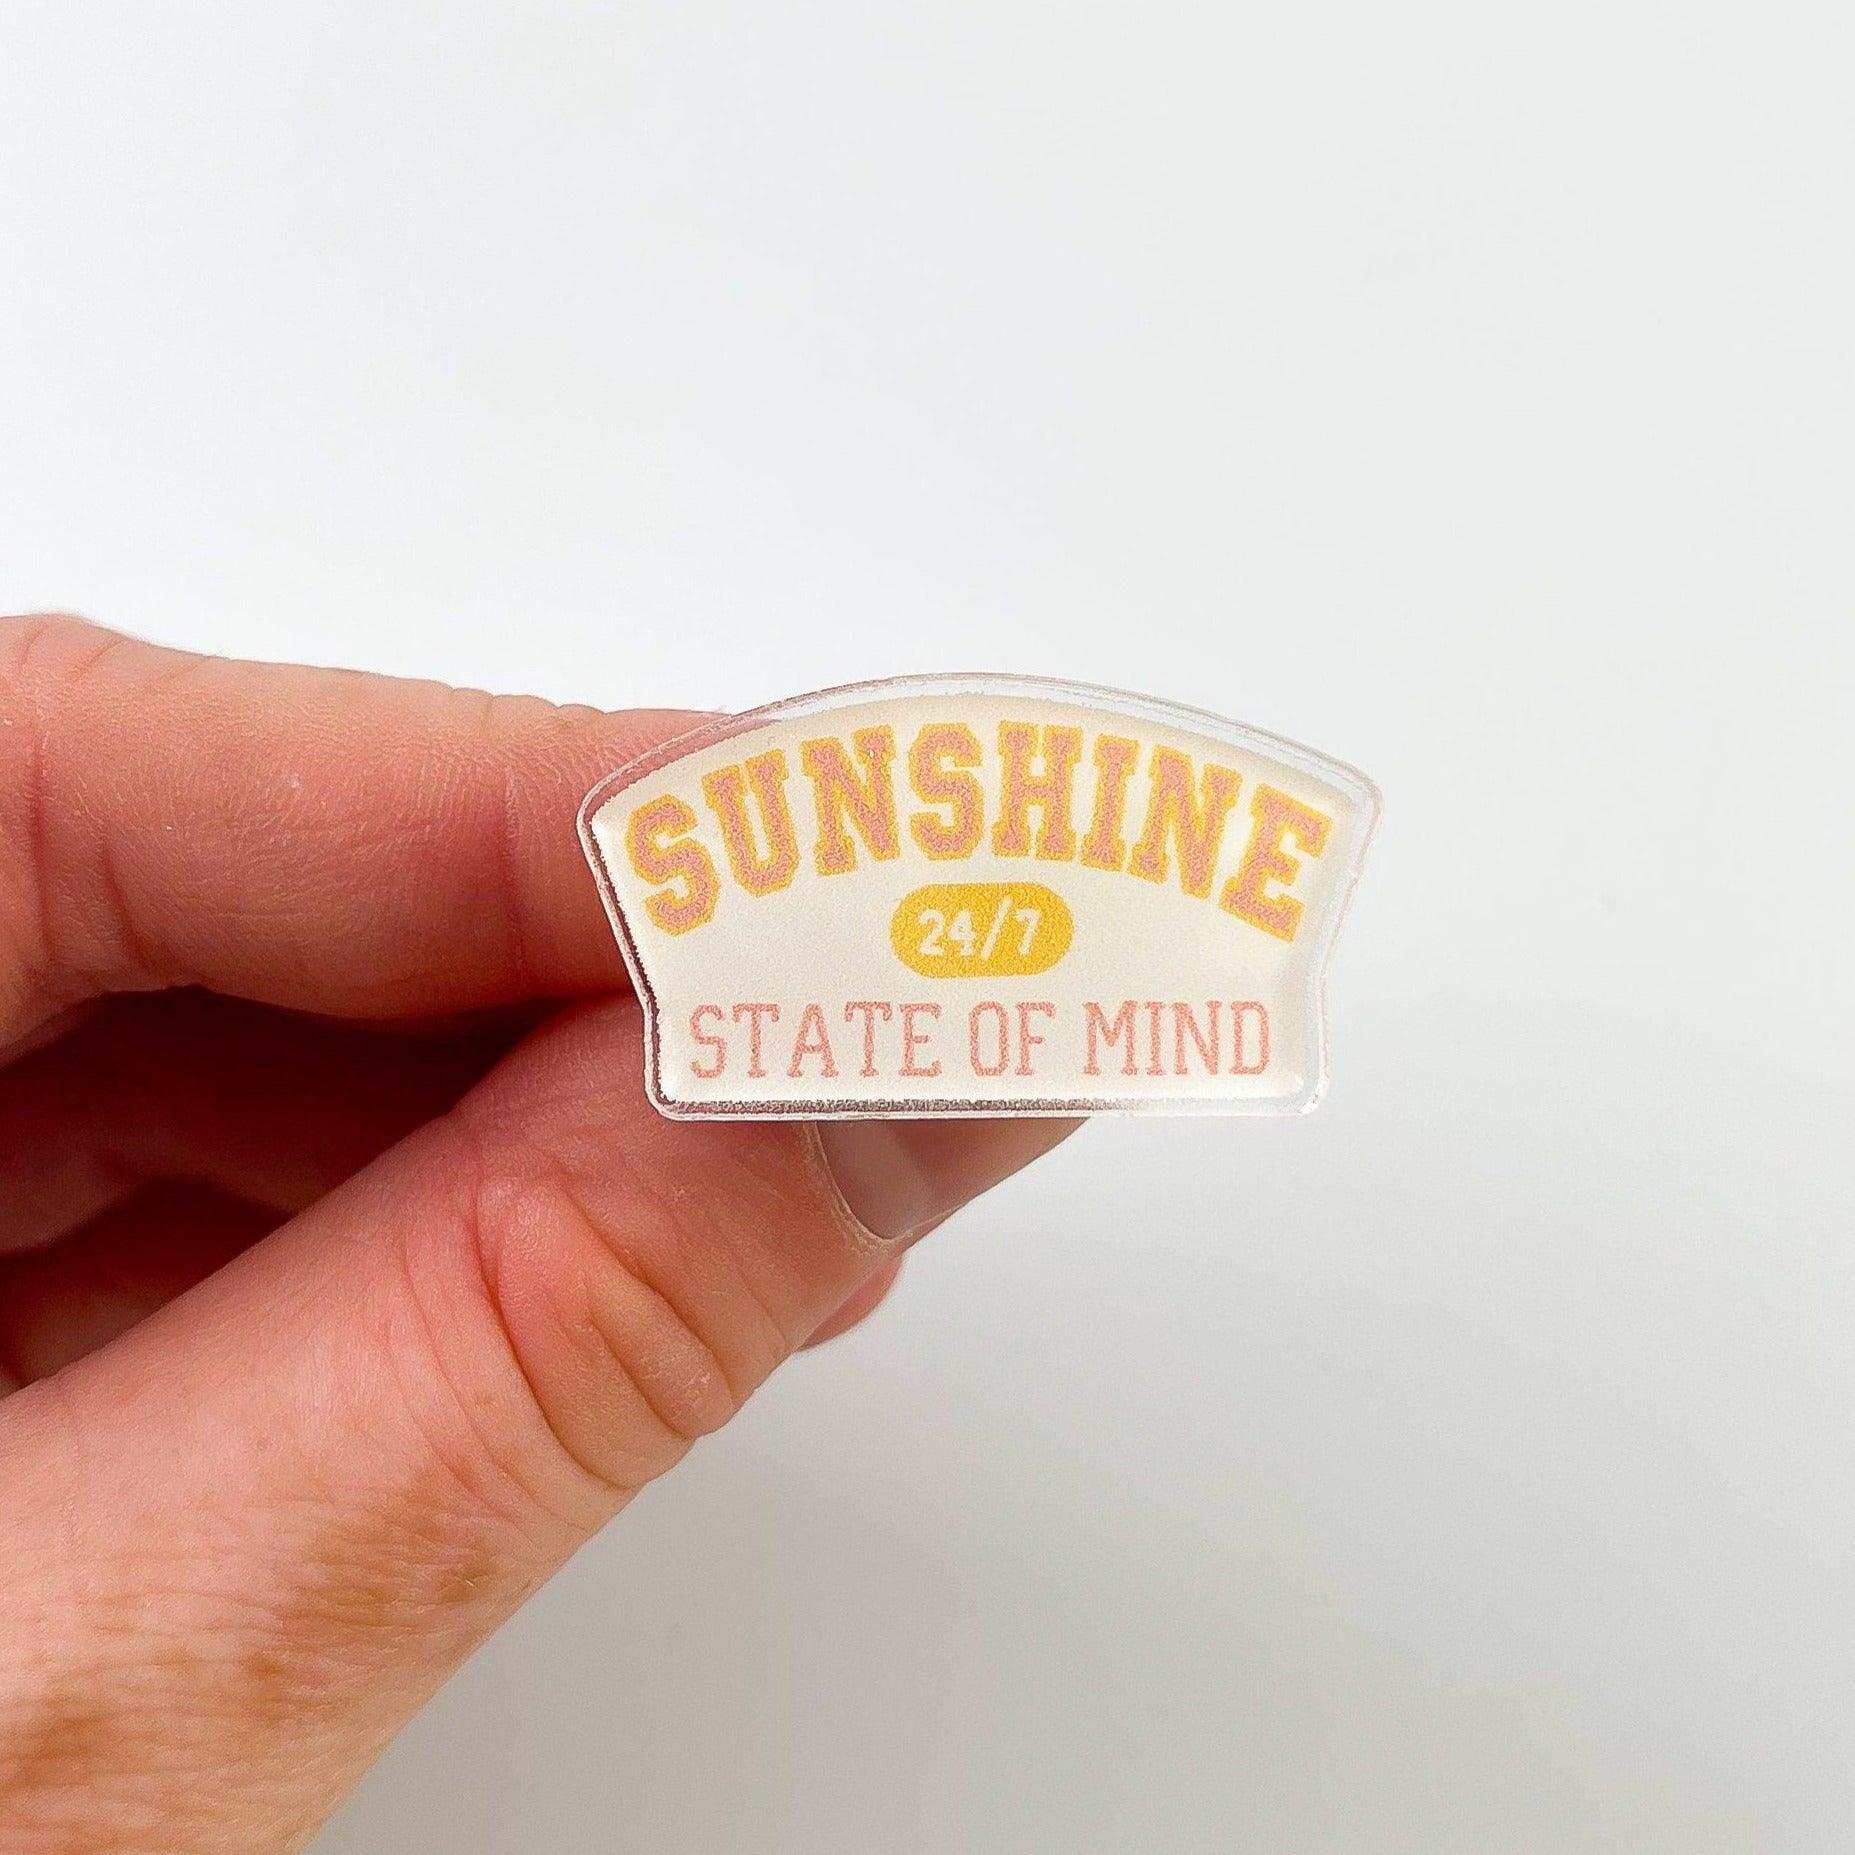 SUNSHINE
24/7
STATE OF MIND